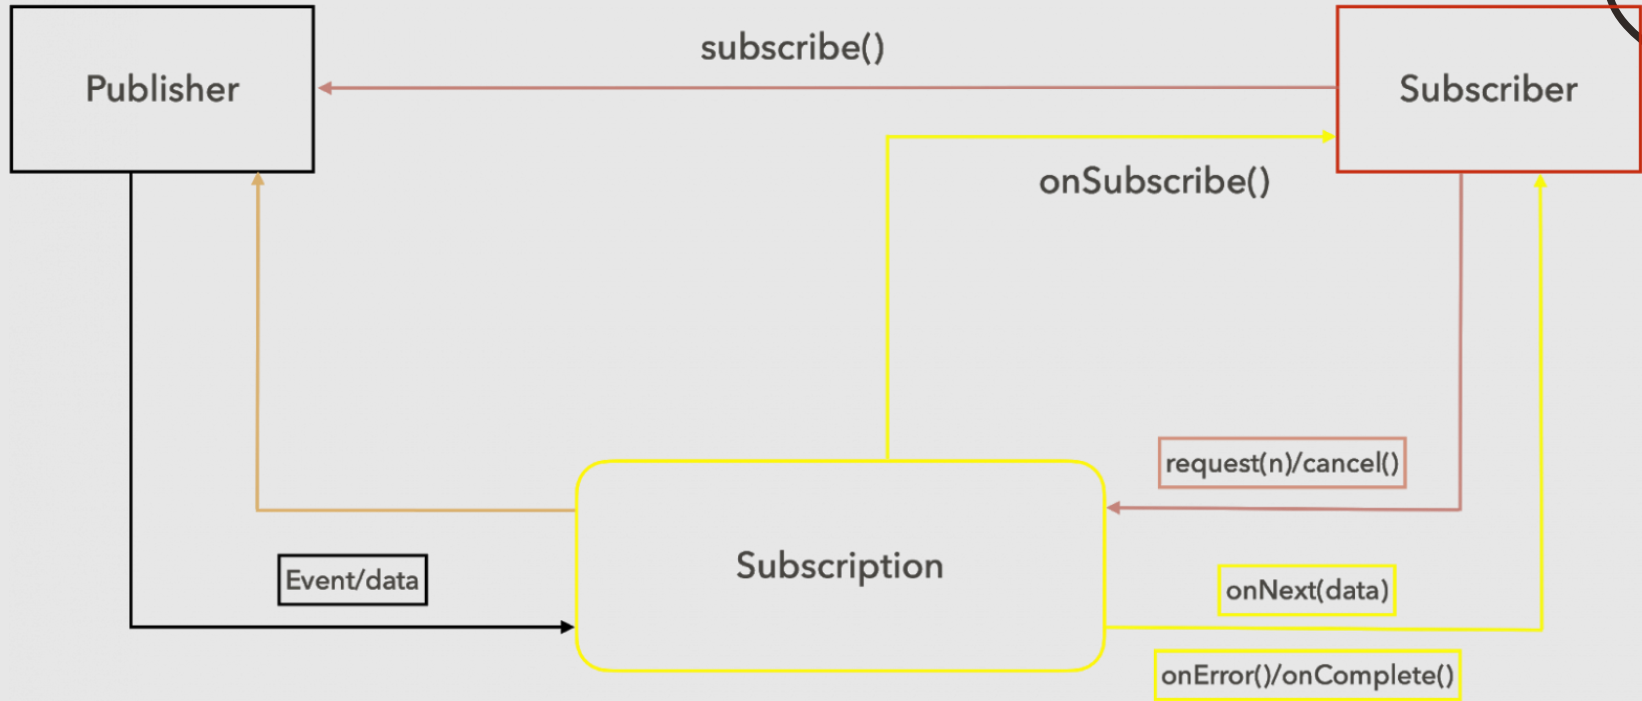 subscribe()
Publisher
Subscriber
onSubscribe()
request(n)/cancel()
Subscription
Event/data
onNext(data)
onError()/onComplete()